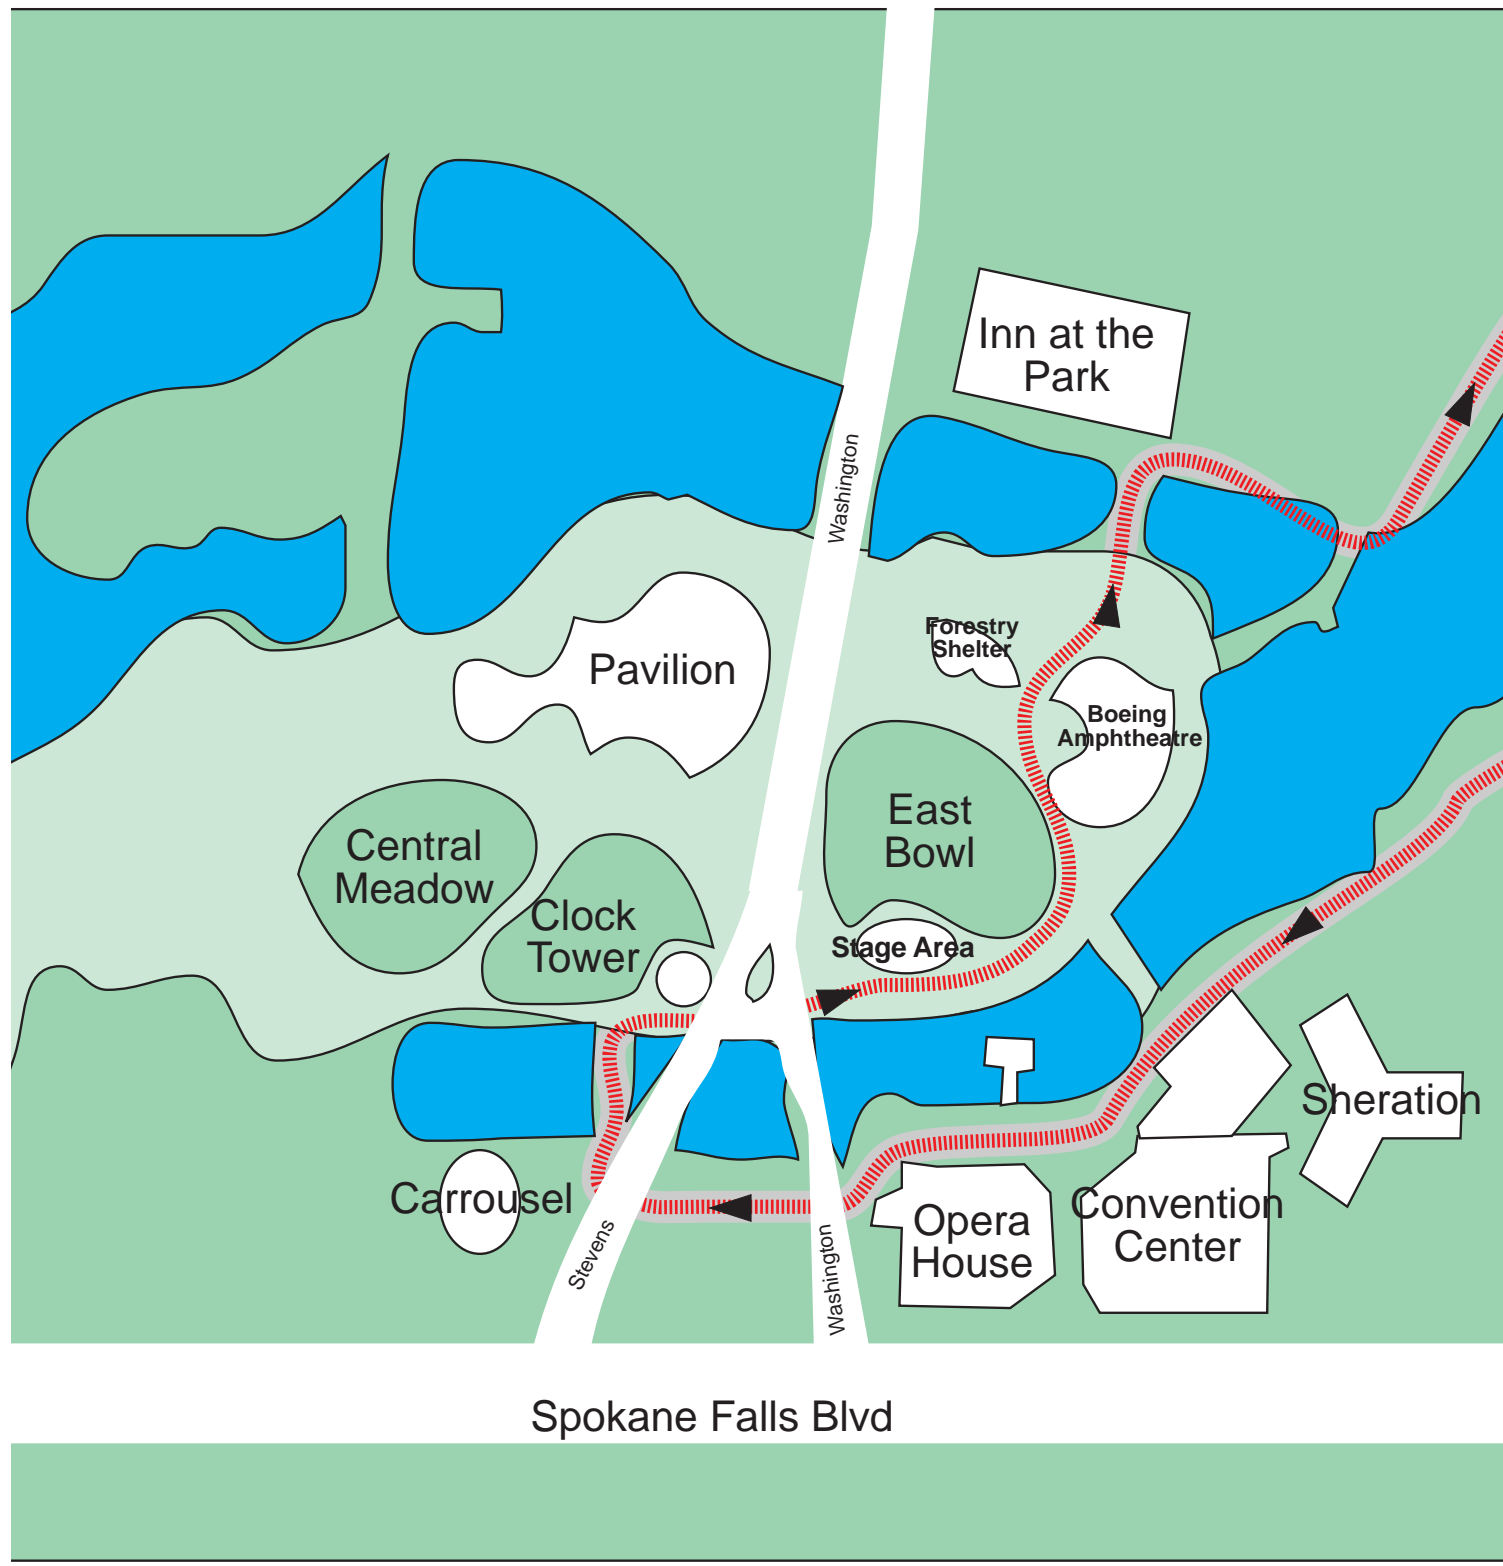 Inn at the
Park
Washington
Forestry
Shelter
Pavilion
Boeing
Amphtheatre
East
Bowl
Central
Meadow
Clock
Tower
Stage Area
Sheration
Carrousel
Convention
Center
Opera
House
Stevens
Washington
Spokane Falls Blvd